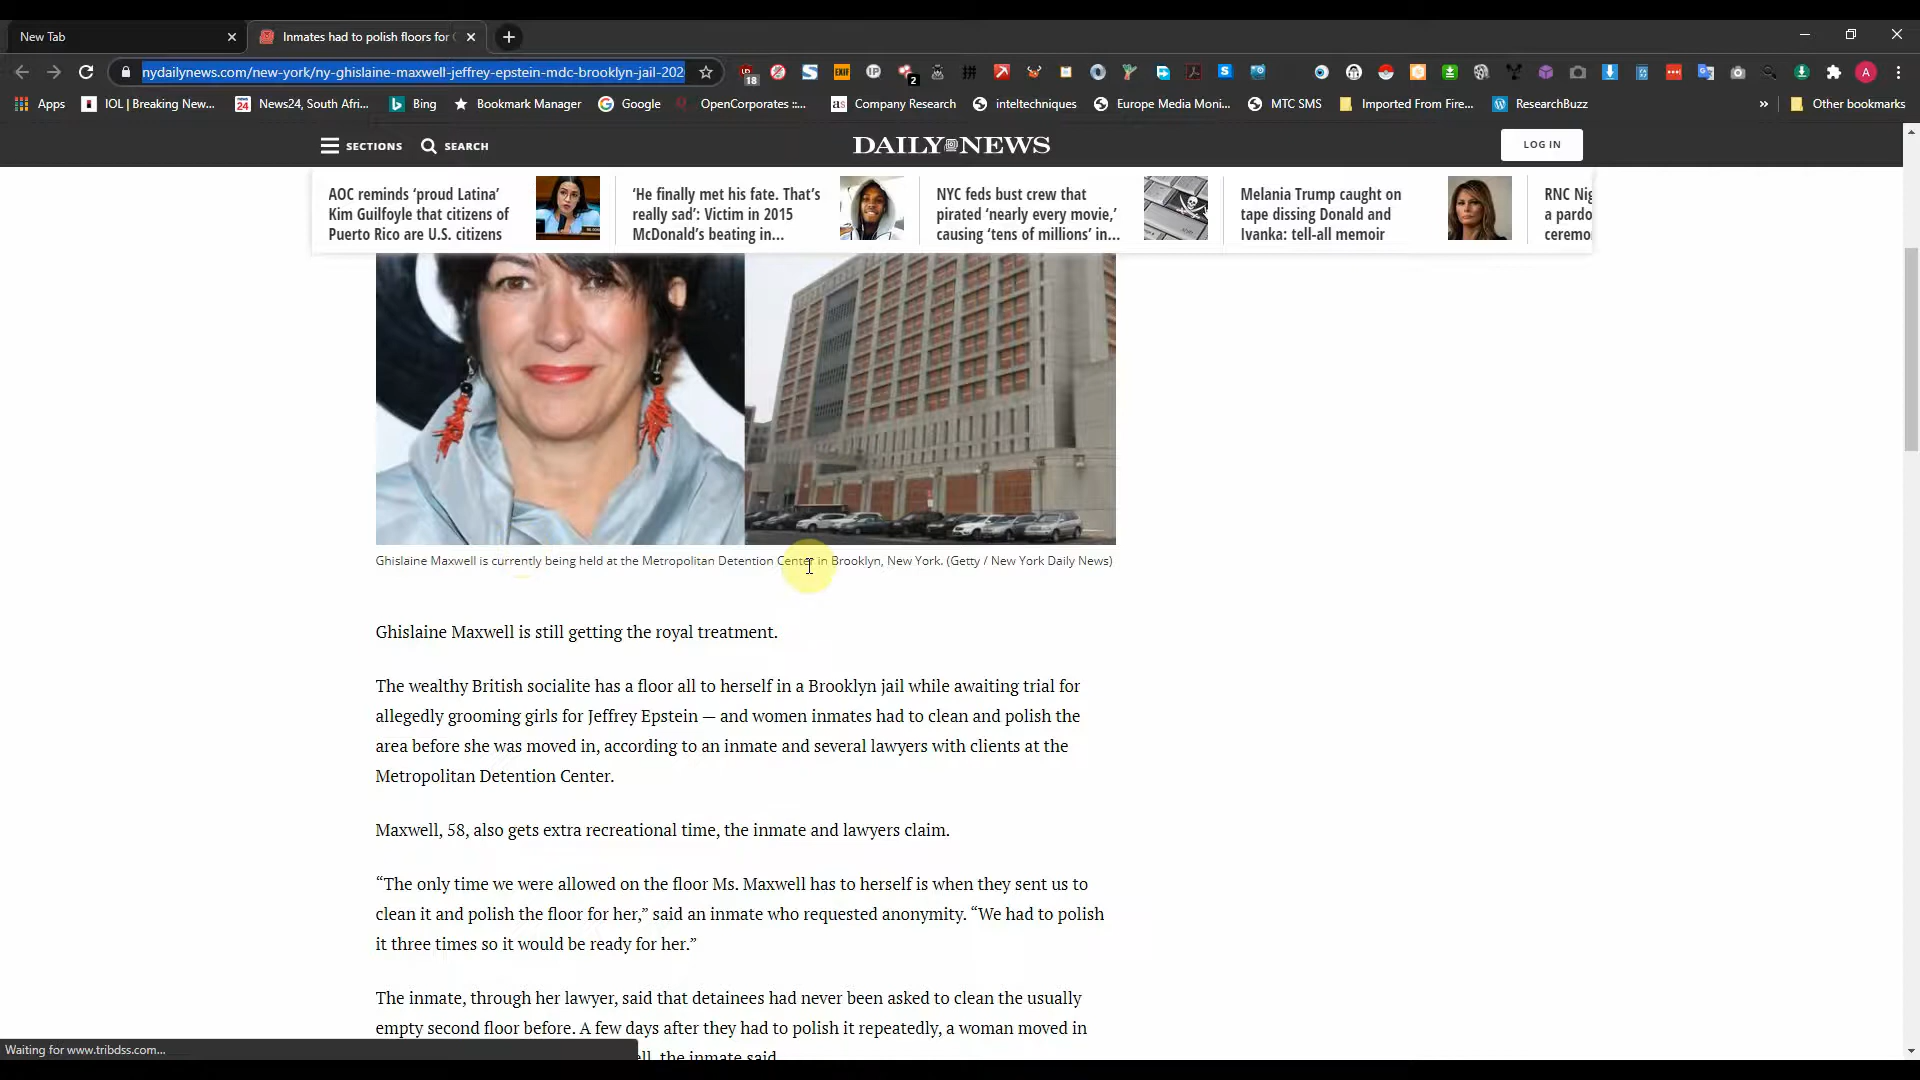 New Tab
Inmates had to polish floors for
nydailynews.com/new-york/ny-ghislaine-maxwell-jeffrey-epstein-mdc-brooklyn-jail-202
18
EXIF
IP
2
S
A
Apps
IOL | Breaking New...
24
News24, South Afri...
Bing
Bookmark Manager
Google
OpenCorporates ::...
as
Company Research
inteltechniques
Europe Media Moni...
MTC SMS
Imported From Fire...
ResearchBuzz
»
Other bookmarks
SECTIONS
SEARCH
DAILY NEWS
LOG IN
AOC reminds ‘proud Latina’
Kim Guilfoyle that citizens of
Puerto Rico are U.S. citizens
‘He finally met his fate. That’s
really sad’: Victim in 2015
McDonald’s beating in...
NYC feds bust crew that
pirated ‘nearly every movie,’
causing ‘tens of millions’ in...
Melania Trump caught on
tape dissing Donald and
Ivanka: tell-all memoir
RNC Nig
a pardo
ceremo
Ghislaine Maxwell is currently being held at the Metropolitan Detention Center in Brooklyn, New York. (Getty / New York Daily News)
Ghislaine Maxwell is still getting the royal treatment.
The wealthy British socialite has a floor all to herself in a Brooklyn jail while awaiting trial for
allegedly grooming girls for Jeffrey Epstein — and women inmates had to clean and polish the
area before she was moved in, according to an inmate and several lawyers with clients at the
Metropolitan Detention Center.
Maxwell, 58, also gets extra recreational time, the inmate and lawyers claim.
“The only time we were allowed on the floor Ms. Maxwell has to herself is when they sent us to
clean it and polish the floor for her,” said an inmate who requested anonymity. “We had to polish
it three times so it would be ready for her.”
The inmate, through her lawyer, said that detainees had never been asked to clean the usually
empty second floor before. A few days after they had to polish it repeatedly, a woman moved in
the inmate said.
Waiting for www.tribdss.com...